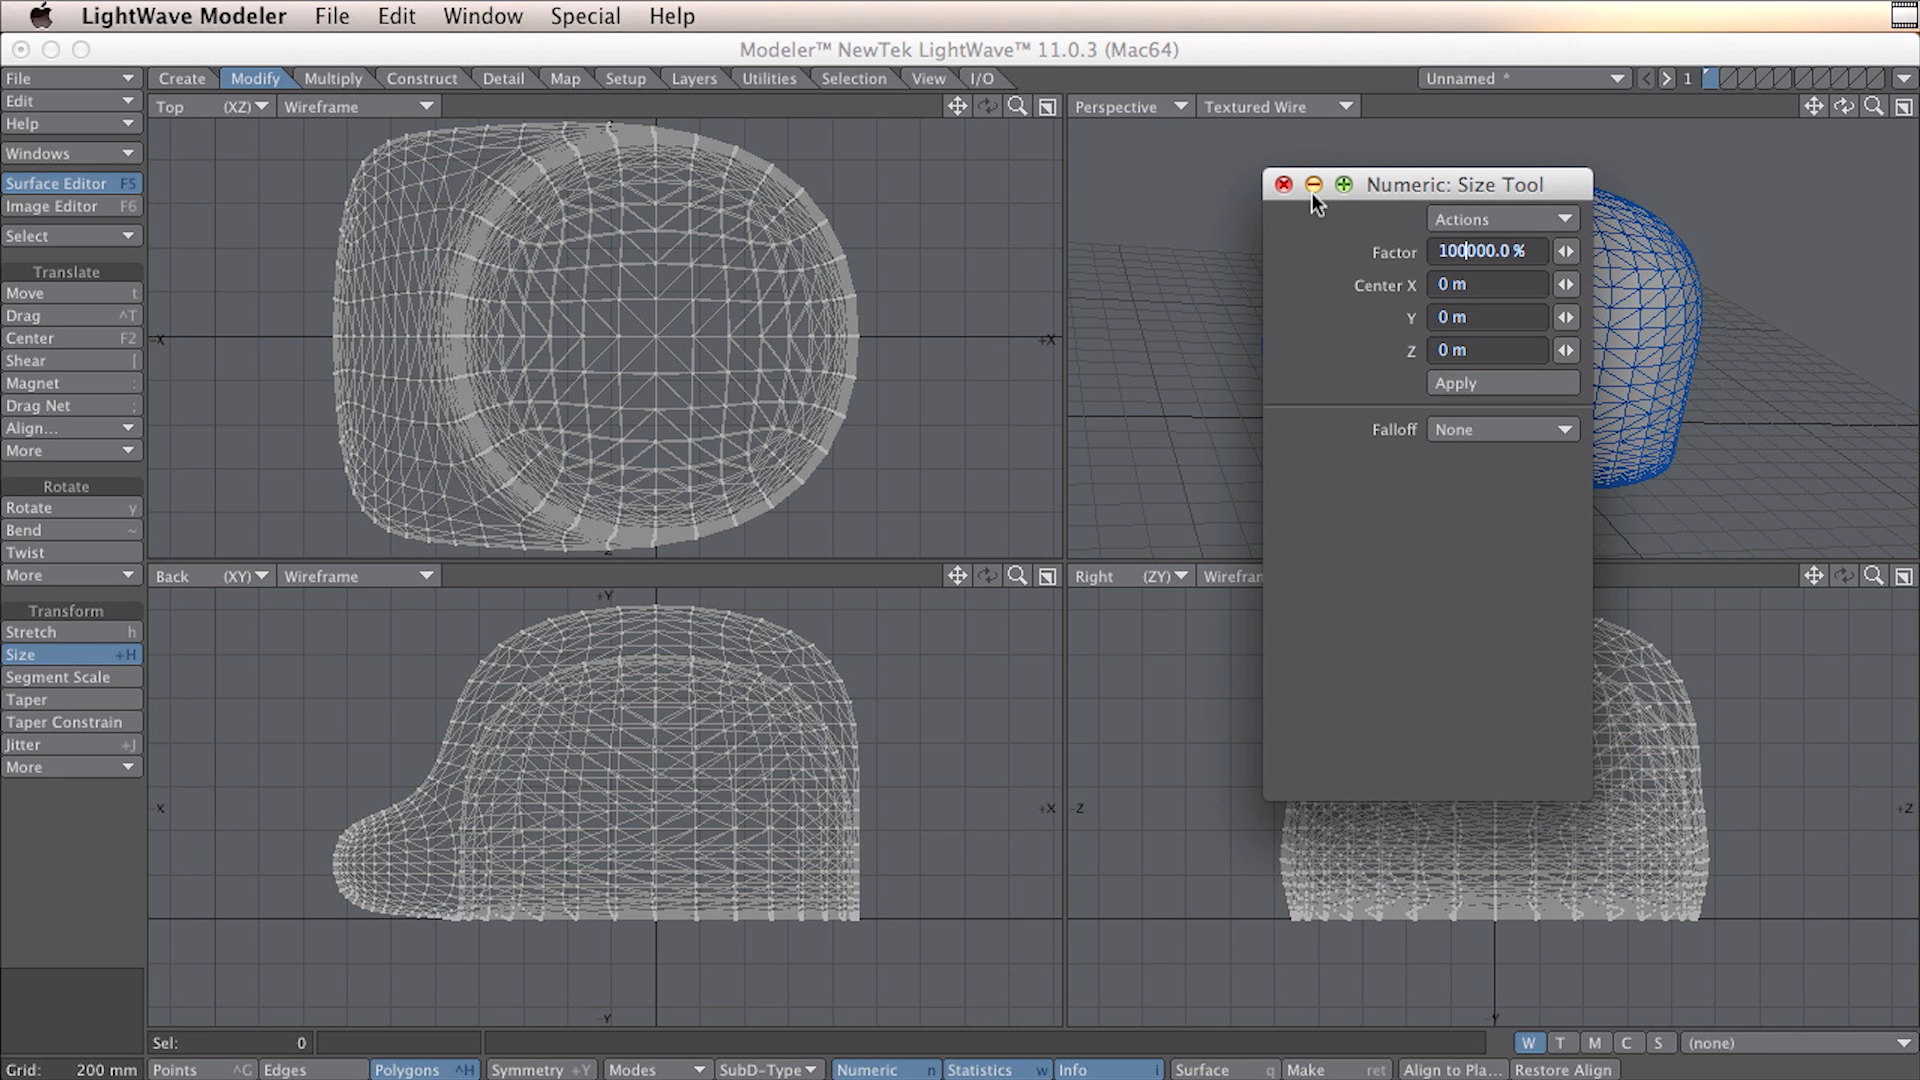 LightWave Modeler File Edit Window Special Help
Modeler™ NewTek LightWave™ 11.0.3 (Mac64)
File
Edit
Help
Windows
Surface Editor F5
Image Editor F6
Select
Translate
Move t
Drag ^T
Center F2
Shear [
Magnet :
Drag Net ;
Align...
More
Rotate
Rotate y
Bend ~
Twist
More
Transform
Stretch h
Size +H
Segment Scale
Taper
Taper Constrain
Jitter +J
More
Create Modify Multiply Construct Detail Map Setup Layers Utilities Selection View I/O
Unnamed * < > 1
Top (XZ) Wireframe
-X
+X
Perspective Textured Wire
Numeric: Size Tool
Actions
Factor 100000.0 %
Center X 0 m
Y 0 m
Z 0 m
Apply
Falloff None
Back (XY) Wireframe
+Y
-X
+X
-Y
Right (ZY) Wirefran
-Z
+Z
-Y
Sel: 0
W T M C S (none)
Grid: 200 mm Points ^G Edges Polygons ^H Symmetry +Y Modes SubD-Type Numeric n Statistics w Info i Surface q Make ret Align to Pla... Restore Align